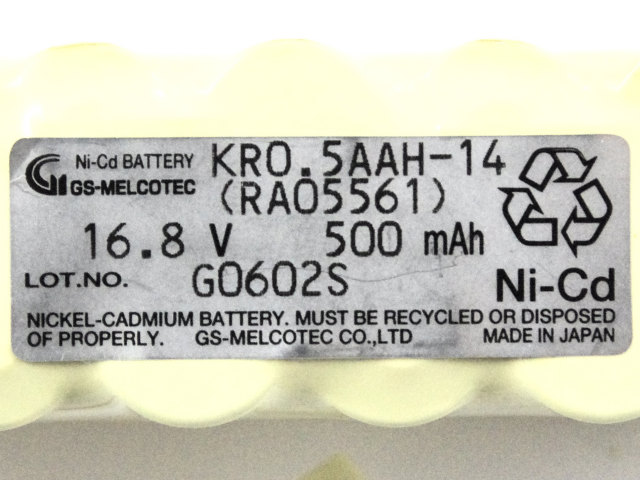 Ni-Cd BATTERY KR0.5AAH-14
GS-MELCOTEC (RA05561)
16.8 V 500 mAh
LOT.NO. G0602S Ni-Cd
NICKEL-CADMIUM BATTERY. MUST BE RECYCLED OR DISPOSED
OF PROPERLY. GS-MELCOTEC CO.,LTD MADE IN JAPAN